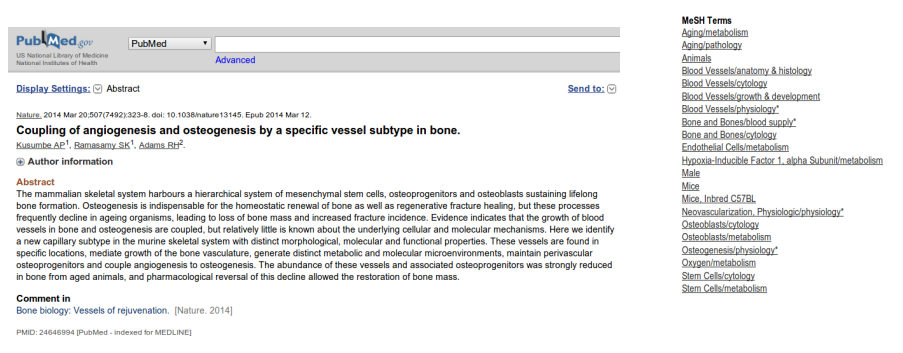 PubMed.gov
US National Library of Medicine
National Institutes of Health
PubMed
Advanced
Display Settings: Abstract
Send to:
Nature. 2014 Mar 20;507(7492):323-8. doi: 10.1038/nature13145. Epub 2014 Mar 12.
Coupling of angiogenesis and osteogenesis by a specific vessel subtype in bone.
Kusumbe AP1, Ramasamy SK1, Adams RH2.
Author information
Abstract
The mammalian skeletal system harbours a hierarchical system of mesenchymal stem cells, osteoprogenitors and osteoblasts sustaining lifelong
bone formation. Osteogenesis is indispensable for the homeostatic renewal of bone as well as regenerative fracture healing, but these processes
frequently decline in ageing organisms, leading to loss of bone mass and increased fracture incidence. Evidence indicates that the growth of blood
vessels in bone and osteogenesis are coupled, but relatively little is known about the underlying cellular and molecular mechanisms. Here we identify
a new capillary subtype in the murine skeletal system with distinct morphological, molecular and functional properties. These vessels are found in
specific locations, mediate growth of the bone vasculature, generate distinct metabolic and molecular microenvironments, maintain perivascular
osteoprogenitors and couple angiogenesis to osteogenesis. The abundance of these vessels and associated osteoprogenitors was strongly reduced
in bone from aged animals, and pharmacological reversal of this decline allowed the restoration of bone mass.
Comment in
Bone biology: Vessels of rejuvenation. [Nature. 2014]
PMID: 24646994 [PubMed - indexed for MEDLINE]
MeSH Terms
Aging/metabolism
Aging/pathology
Animals
Blood Vessels/anatomy & histology
Blood Vessels/cytology
Blood Vessels/growth & development
Blood Vessels/physiology*
Bone and Bones/blood supply*
Bone and Bones/cytology
Endothelial Cells/metabolism
Hypoxia-Inducible Factor 1, alpha Subunit/metabolism
Male
Mice
Mice, Inbred C57BL
Neovascularization, Physiologic/physiology*
Osteoblasts/cytology
Osteoblasts/metabolism
Osteogenesis/physiology*
Oxygen/metabolism
Stem Cells/cytology
Stem Cells/metabolism